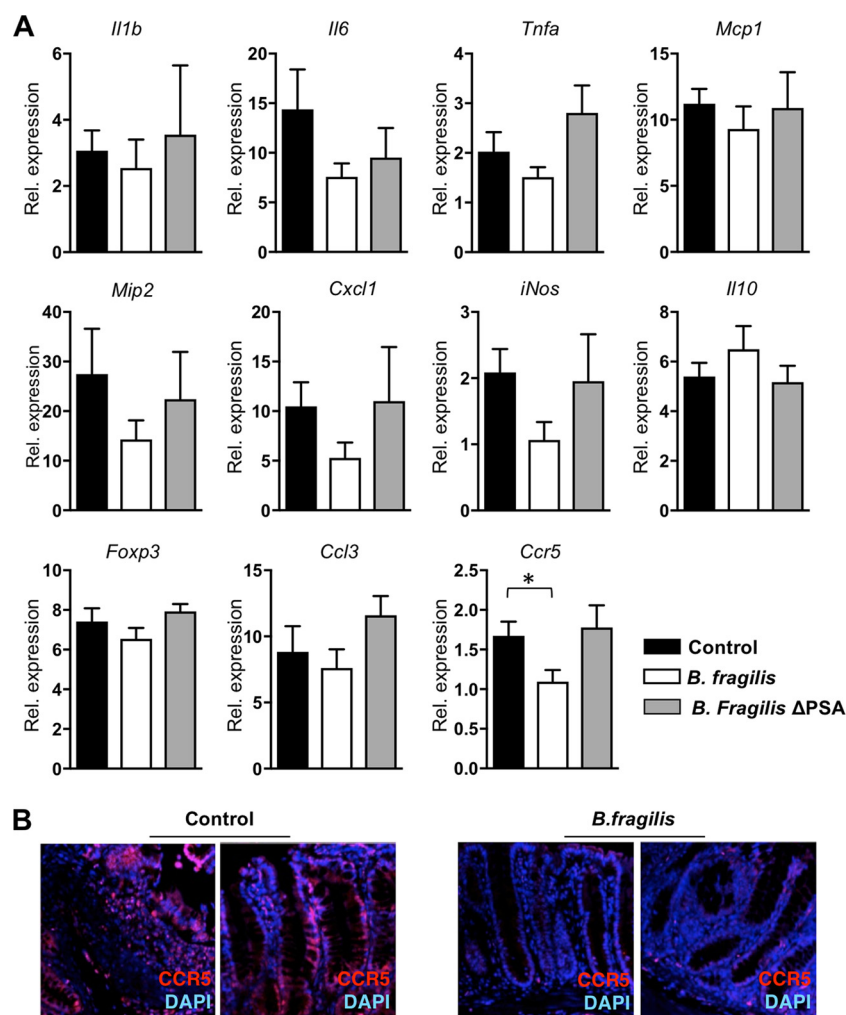 A
Il1b
Il6
Tnfa
Mcp1
Rel. expression
6
4
2
0
Rel. expression
20
15
10
5
0
Rel. expression
4
3
2
1
0
Rel. expression
15
10
5
0
Mip2
Cxcl1
iNos
Il10
Rel. expression
40
30
20
10
0
Rel. expression
20
15
10
5
0
Rel. expression
3
2
1
0
Rel. expression
8
6
4
2
0
Foxp3
Ccl3
Ccr5
Rel. expression
10
8
6
4
2
0
Rel. expression
15
10
5
0
Rel. expression
2.5
2.0
1.5
1.0
0.5
0.0
*
Control
B. fragilis
B. Fragilis ΔPSA
B
Control
B.fragilis
CCR5
DAPI
CCR5
DAPI
CCR5
DAPI
CCR5
DAPI